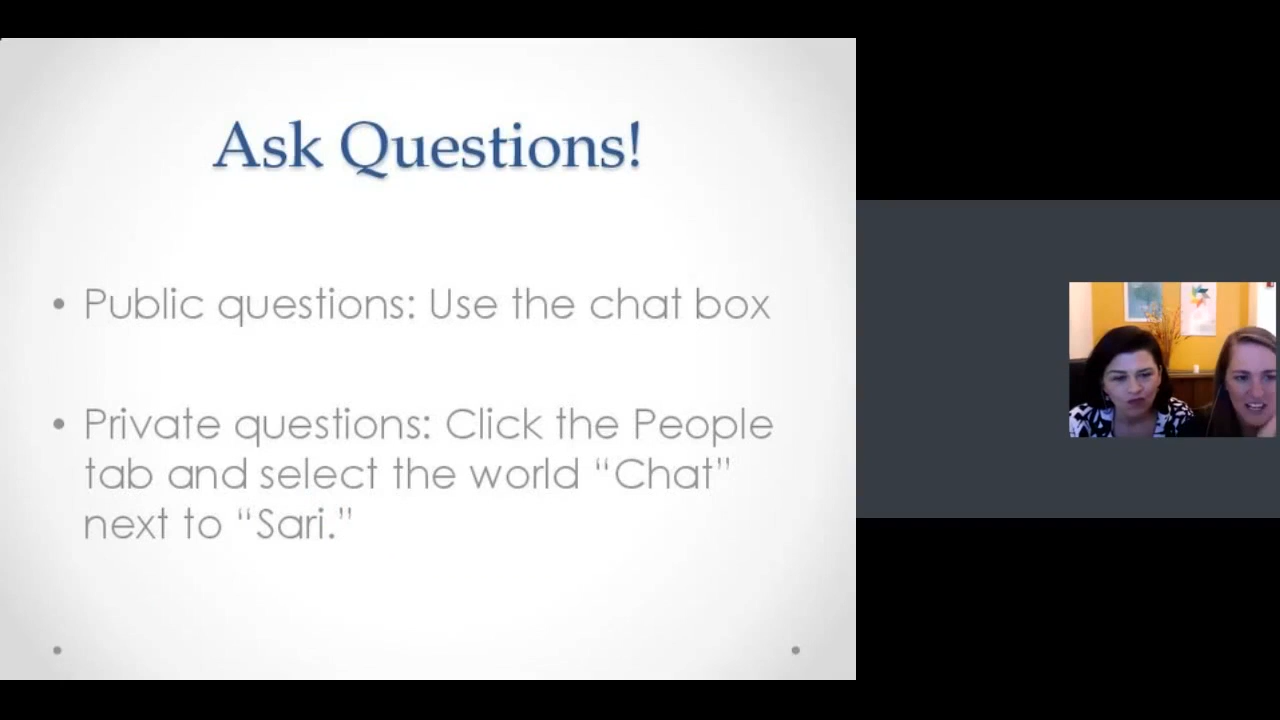 Ask Questions!
• Public questions: Use the chat box
• Private questions: Click the People
tab and select the world “Chat”
next to “Sari.”